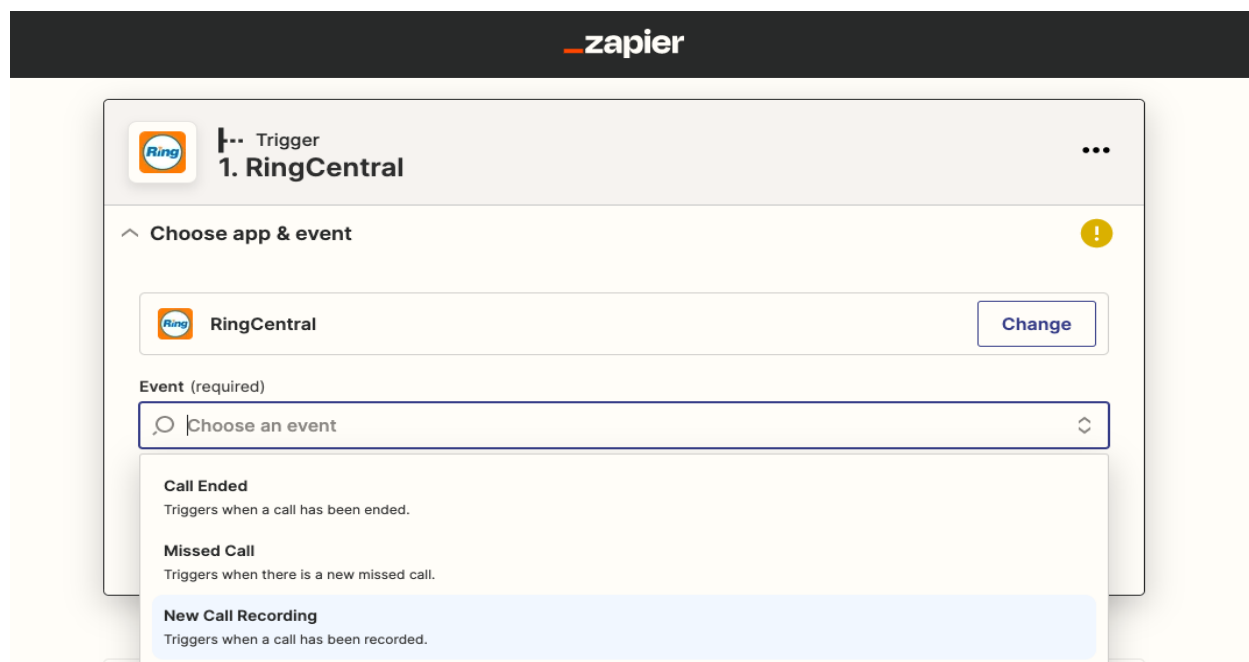 zapier
Ring
Trigger
1. RingCentral
Choose app & event
!
Ring
RingCentral
Change
Event (required)
Choose an event
Call Ended
Triggers when a call has been ended.
Missed Call
Triggers when there is a new missed call.
New Call Recording
Triggers when a call has been recorded.